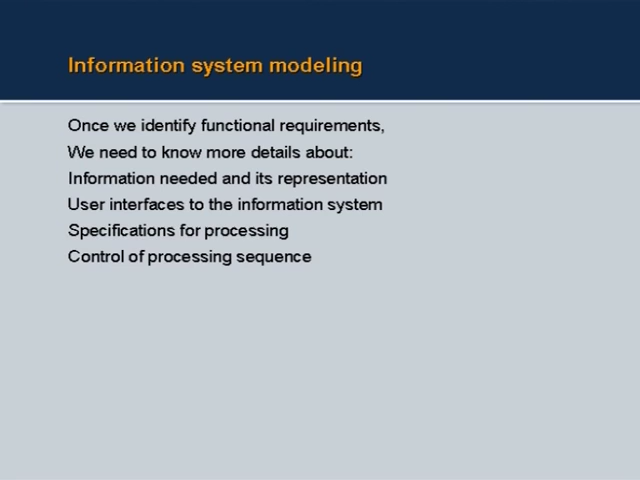 Information system modeling
Once we identify functional requirements,
We need to know more details about:
Information needed and its representation
User interfaces to the information system
Specifications for processing
Control of processing sequence